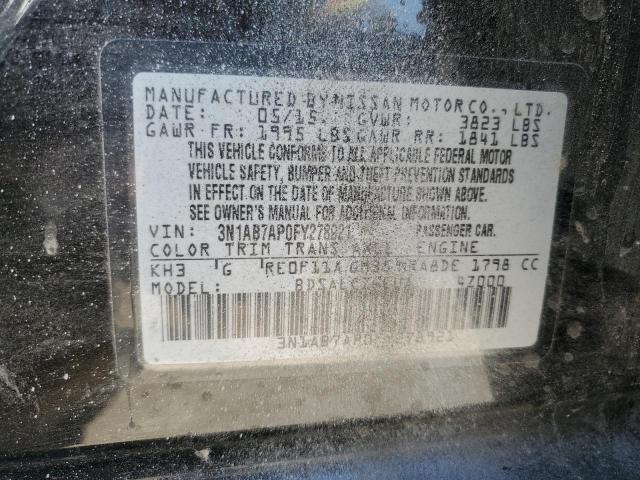 MANUFACTURED BY NISSAN MOTOR CO., LTD.
DATE: 05/15 GVWR: 3823 LBS
GAWR FR: 1995 LBS GAWR RR: 1841 LBS
THIS VEHICLE CONFORMS TO ALL APPLICABLE FEDERAL MOTOR
VEHICLE SAFETY, BUMPER AND THEFT PREVENTION STANDARDS
IN EFFECT ON THE DATE OF MANUFACTURE SHOWN ABOVE.
SEE OWNER'S MANUAL FOR ADDITIONAL INFORMATION.
VIN: 3N1AB7AP0FY278921 PASSENGER CAR.
COLOR TRIM TRANS AXLE ENGINE
KH3 G RE0F11A 1798 CC
MODEL: 47000